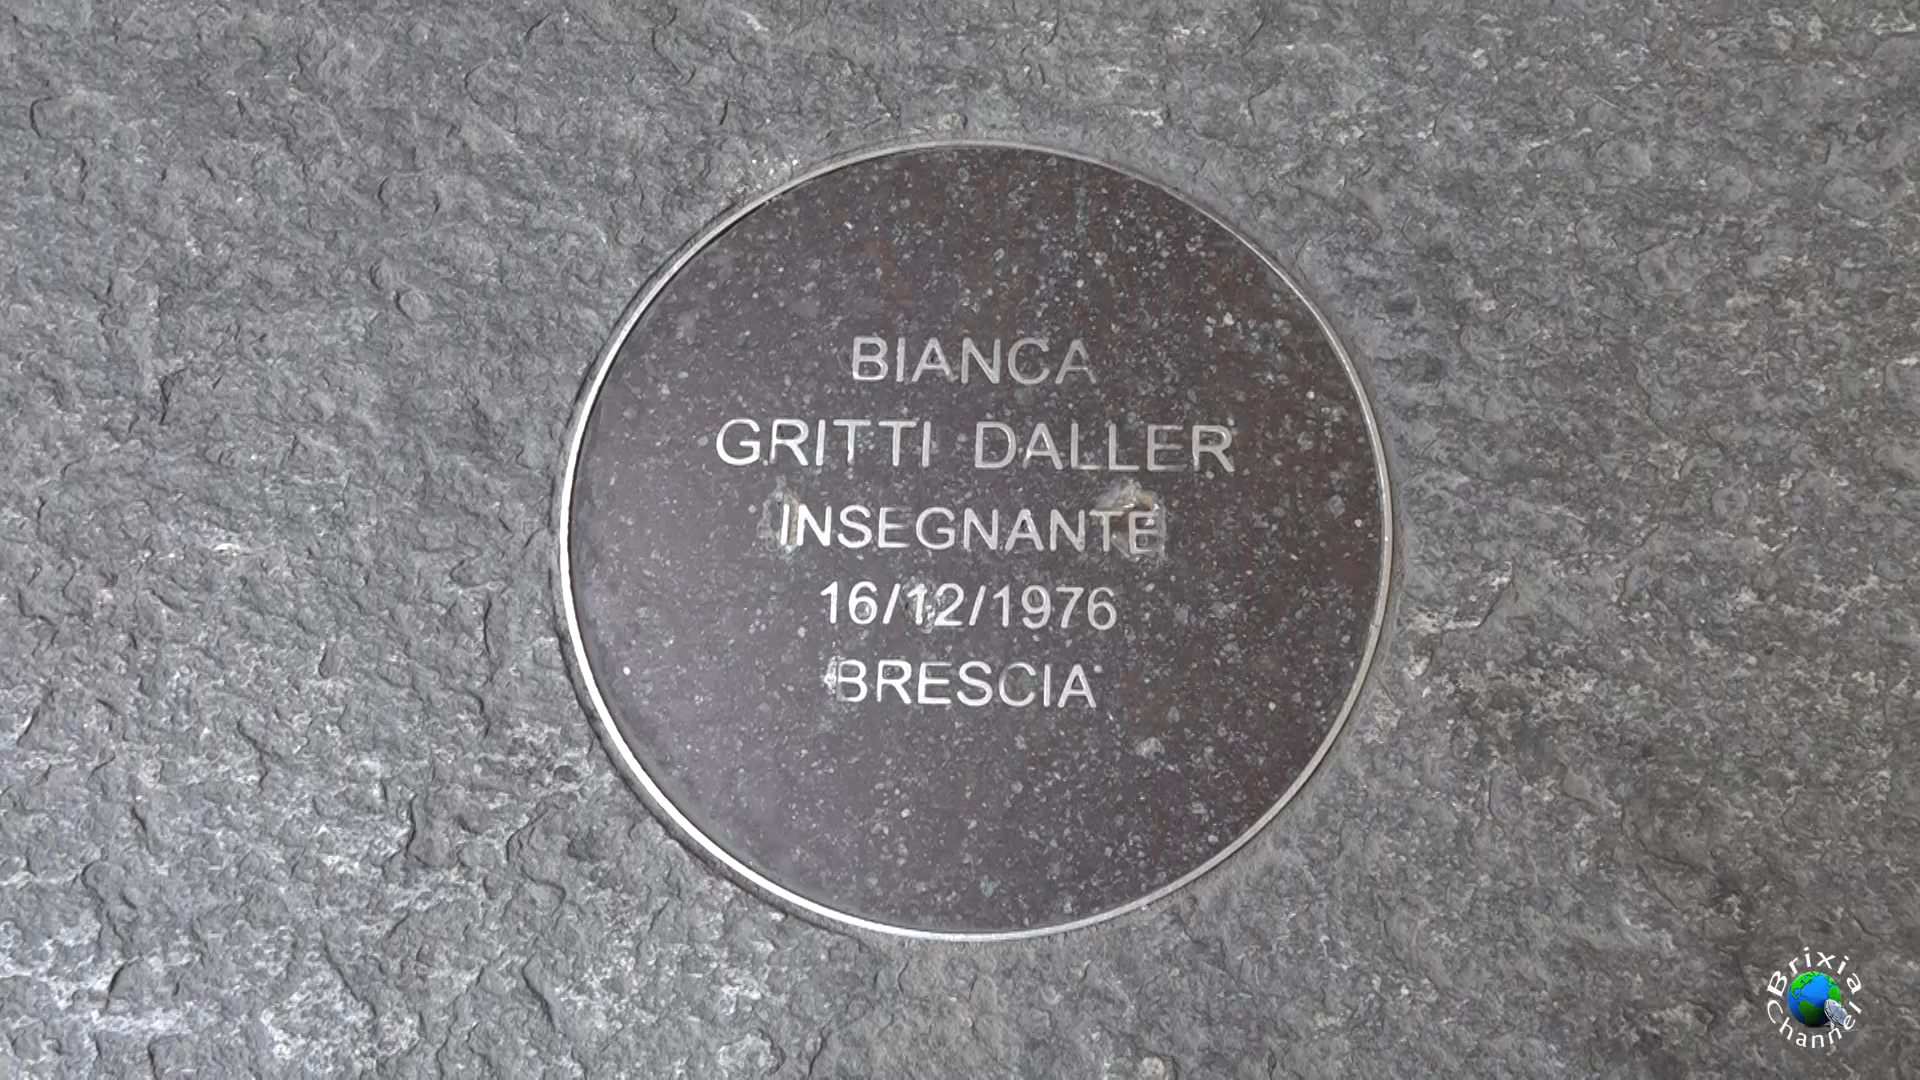 BIANCA
GRITTI DALLER
INSEGNANTE
16/12/1976
BRESCIA
Brixia
Channel